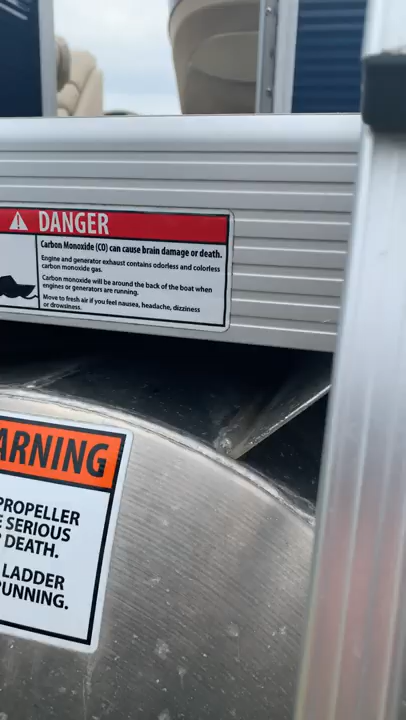 DANGER
Carbon Monoxide (CO) can cause brain damage or death.
Engine and generator exhaust contains odorless and colorless
carbon monoxide gas.
Carbon monoxide will be around the back of the boat when
engines or generators are running.
Move to fresh air if you feel nausea, headache, dizziness
or drowsiness.
ARNING
PROPELLER
E SERIOUS
DEATH.
LADDER
UNNING.